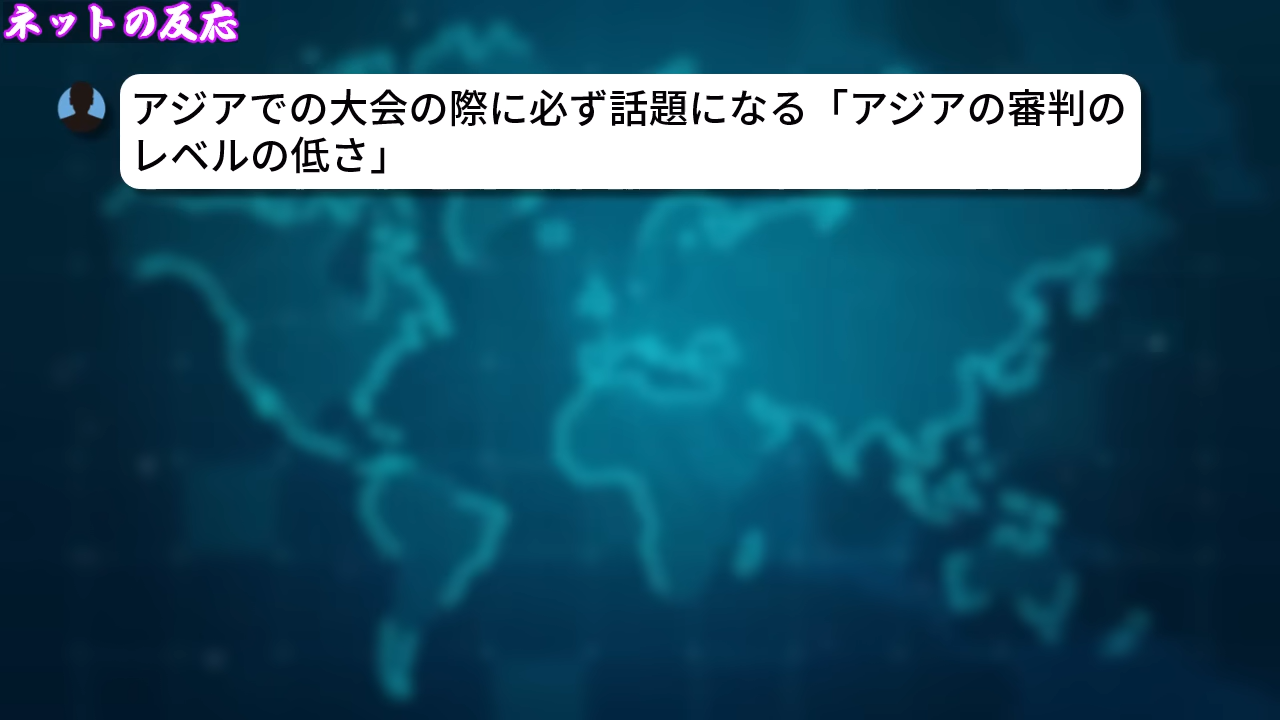 ネットの反応
アジアでの大会の際に必ず話題になる「アジアの審判の
レベルの低さ」